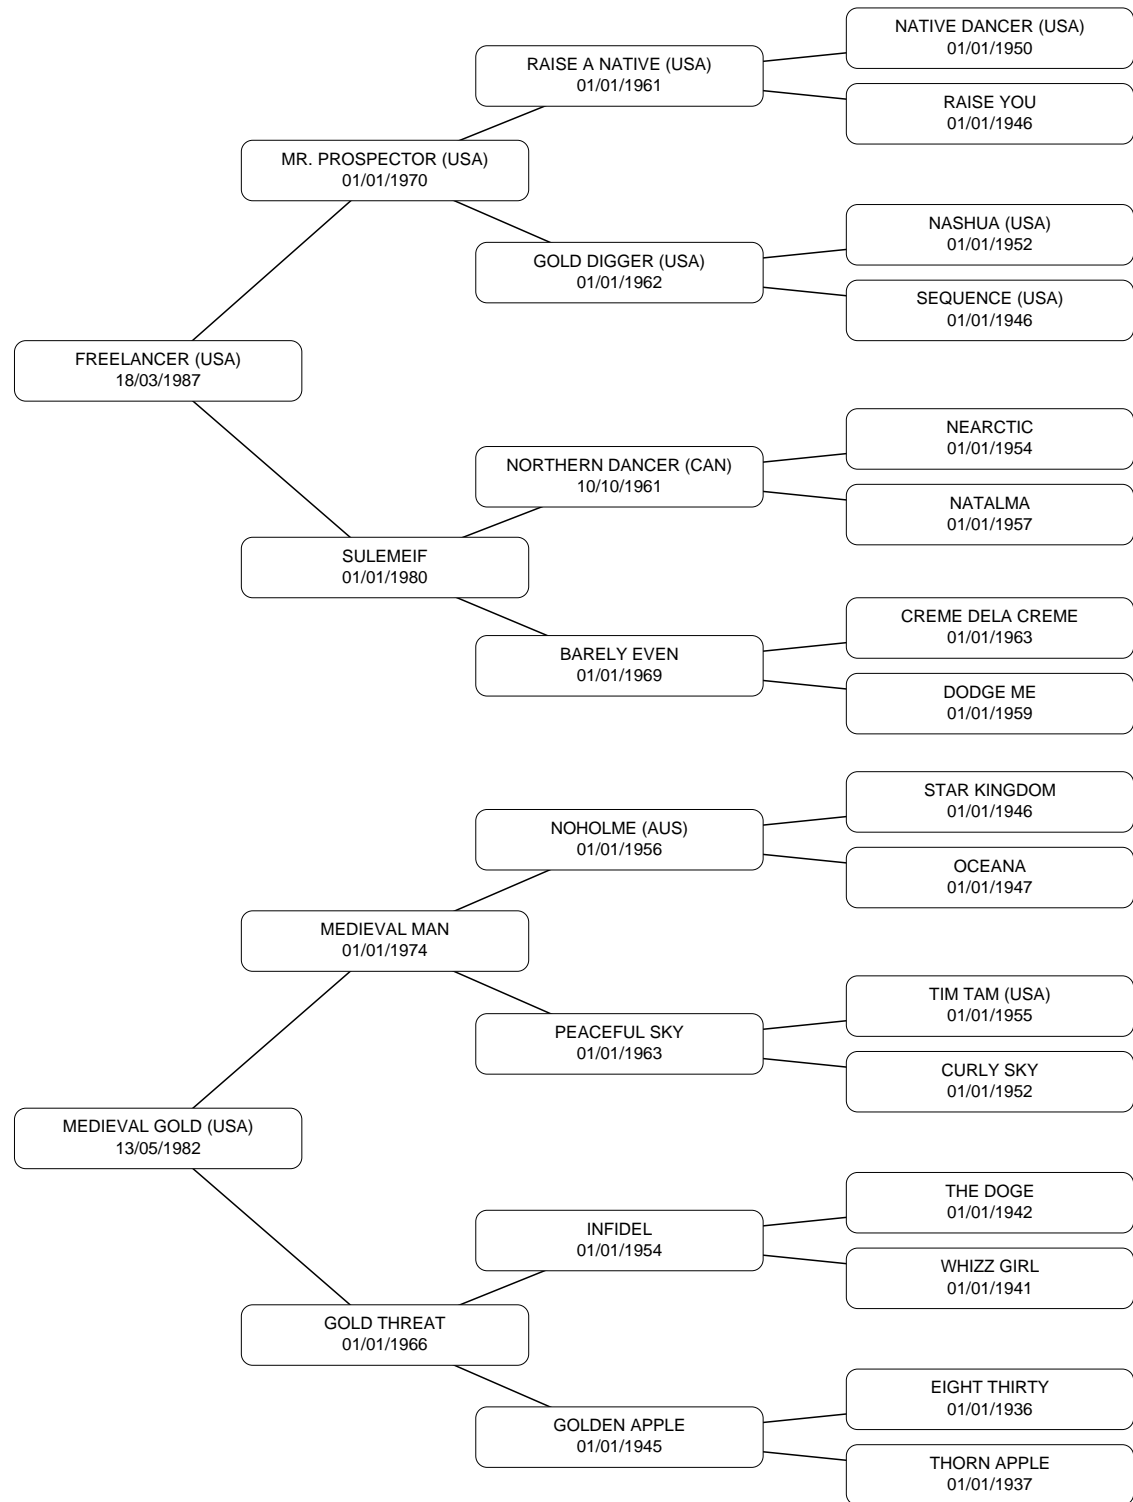 NATIVE DANCER (USA)
01/01/1950
RAISE A NATIVE (USA)
01/01/1961
RAISE YOU
01/01/1946
MR. PROSPECTOR (USA)
01/01/1970
NASHUA (USA)
01/01/1952
GOLD DIGGER (USA)
01/01/1962
SEQUENCE (USA)
01/01/1946
FREELANCER (USA)
18/03/1987
NEARCTIC
01/01/1954
NORTHERN DANCER (CAN)
10/10/1961
NATALMA
01/01/1957
SULEMEIF
01/01/1980
CREME DELA CREME
01/01/1963
BARELY EVEN
01/01/1969
DODGE ME
01/01/1959
STAR KINGDOM
01/01/1946
NOHOLME (AUS)
01/01/1956
OCEANA
01/01/1947
MEDIEVAL MAN
01/01/1974
TIM TAM (USA)
01/01/1955
PEACEFUL SKY
01/01/1963
CURLY SKY
01/01/1952
MEDIEVAL GOLD (USA)
13/05/1982
THE DOGE
01/01/1942
INFIDEL
01/01/1954
WHIZZ GIRL
01/01/1941
GOLD THREAT
01/01/1966
EIGHT THIRTY
01/01/1936
GOLDEN APPLE
01/01/1945
THORN APPLE
01/01/1937